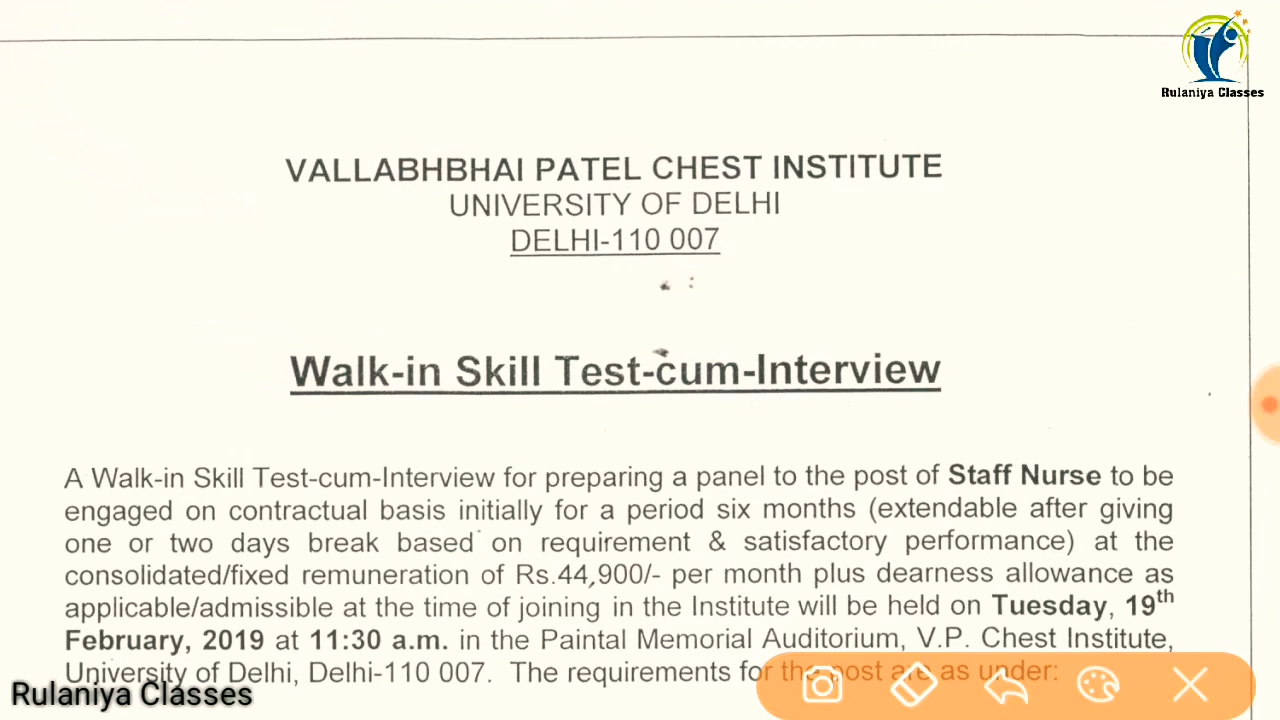 Rulaniya Classes
VALLABHBHAI PATEL CHEST INSTITUTE
UNIVERSITY OF DELHI
DELHI-110 007
Walk-in Skill Test-cum-Interview
A Walk-in Skill Test-cum-Interview for preparing a panel to the post of Staff Nurse to be
engaged on contractual basis initially for a period six months (extendable after giving
one or two days break based on requirement & satisfactory performance) at the
consolidated/fixed remuneration of Rs.44,900/- per month plus dearness allowance as
applicable/admissible at the time of joining in the Institute will be held on Tuesday, 19th
February, 2019 at 11:30 a.m. in the Paintal Memorial Auditorium, V.P. Chest Institute,
University of Delhi, Delhi-110 007. The requirements for the post are as under:
Rulaniya Classes